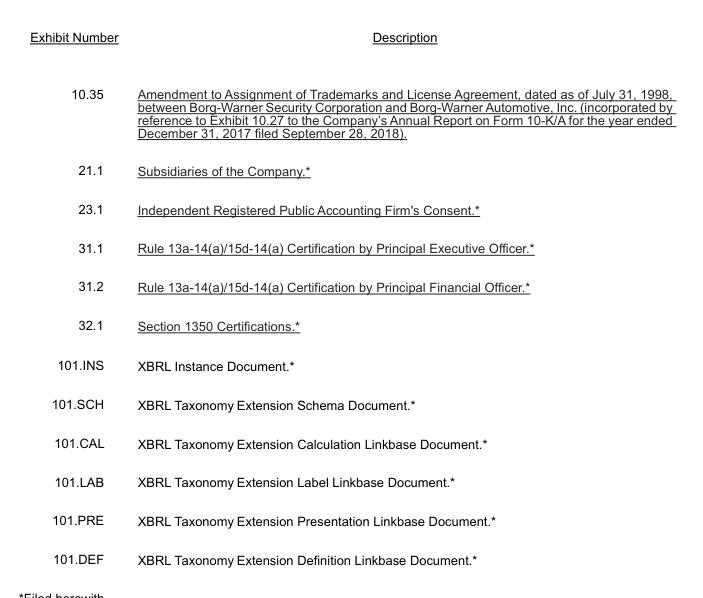 Exhibit Number Description
10.35 Amendment to Assignment of Trademarks and License Agreement, dated as of July 31, 1998,
between Borg-Warner Security Corporation and Borg-Warner Automotive, Inc. (incorporated by
reference to Exhibit 10.27 to the Company's Annual Report on Form 10-K/A for the year ended
December 31, 2017 filed September 28, 2018).
21.1 Subsidiaries of the Company.*
23.1 Independent Registered Public Accounting Firm's Consent.*
31.1 Rule 13a-14(a)/15d-14(a) Certification by Principal Executive Officer.*
31.2 Rule 13a-14(a)/15d-14(a) Certification by Principal Financial Officer.*
32.1 Section 1350 Certifications.*
101.INS XBRL Instance Document.*
101.SCH XBRL Taxonomy Extension Schema Document.*
101.CAL XBRL Taxonomy Extension Calculation Linkbase Document.*
101.LAB XBRL Taxonomy Extension Label Linkbase Document.*
101.PRE XBRL Taxonomy Extension Presentation Linkbase Document.*
101.DEF XBRL Taxonomy Extension Definition Linkbase Document.*
*Filed herewith